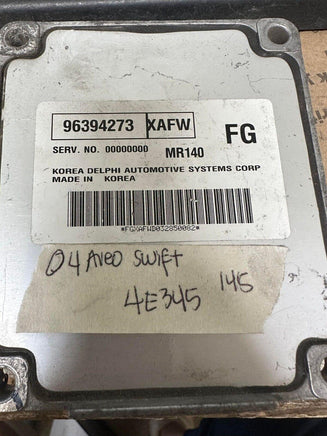 96394273 XAFW FG
SERV. NO. 00000000 MR140
KOREA DELPHI AUTOMOTIVE SYSTEMS CORP
MADE IN KOREA
*FGXAFWD032850082*
04 Aveo Swift
4E345 145